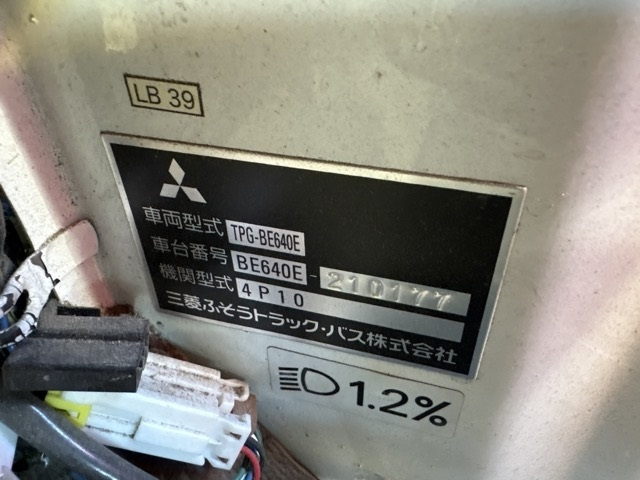 LB 39
車両型式 TPG-BE640E
車台番号 BE640E-210177
機関型式 4P10
三菱ふそうトラック・バス株式会社
1.2%